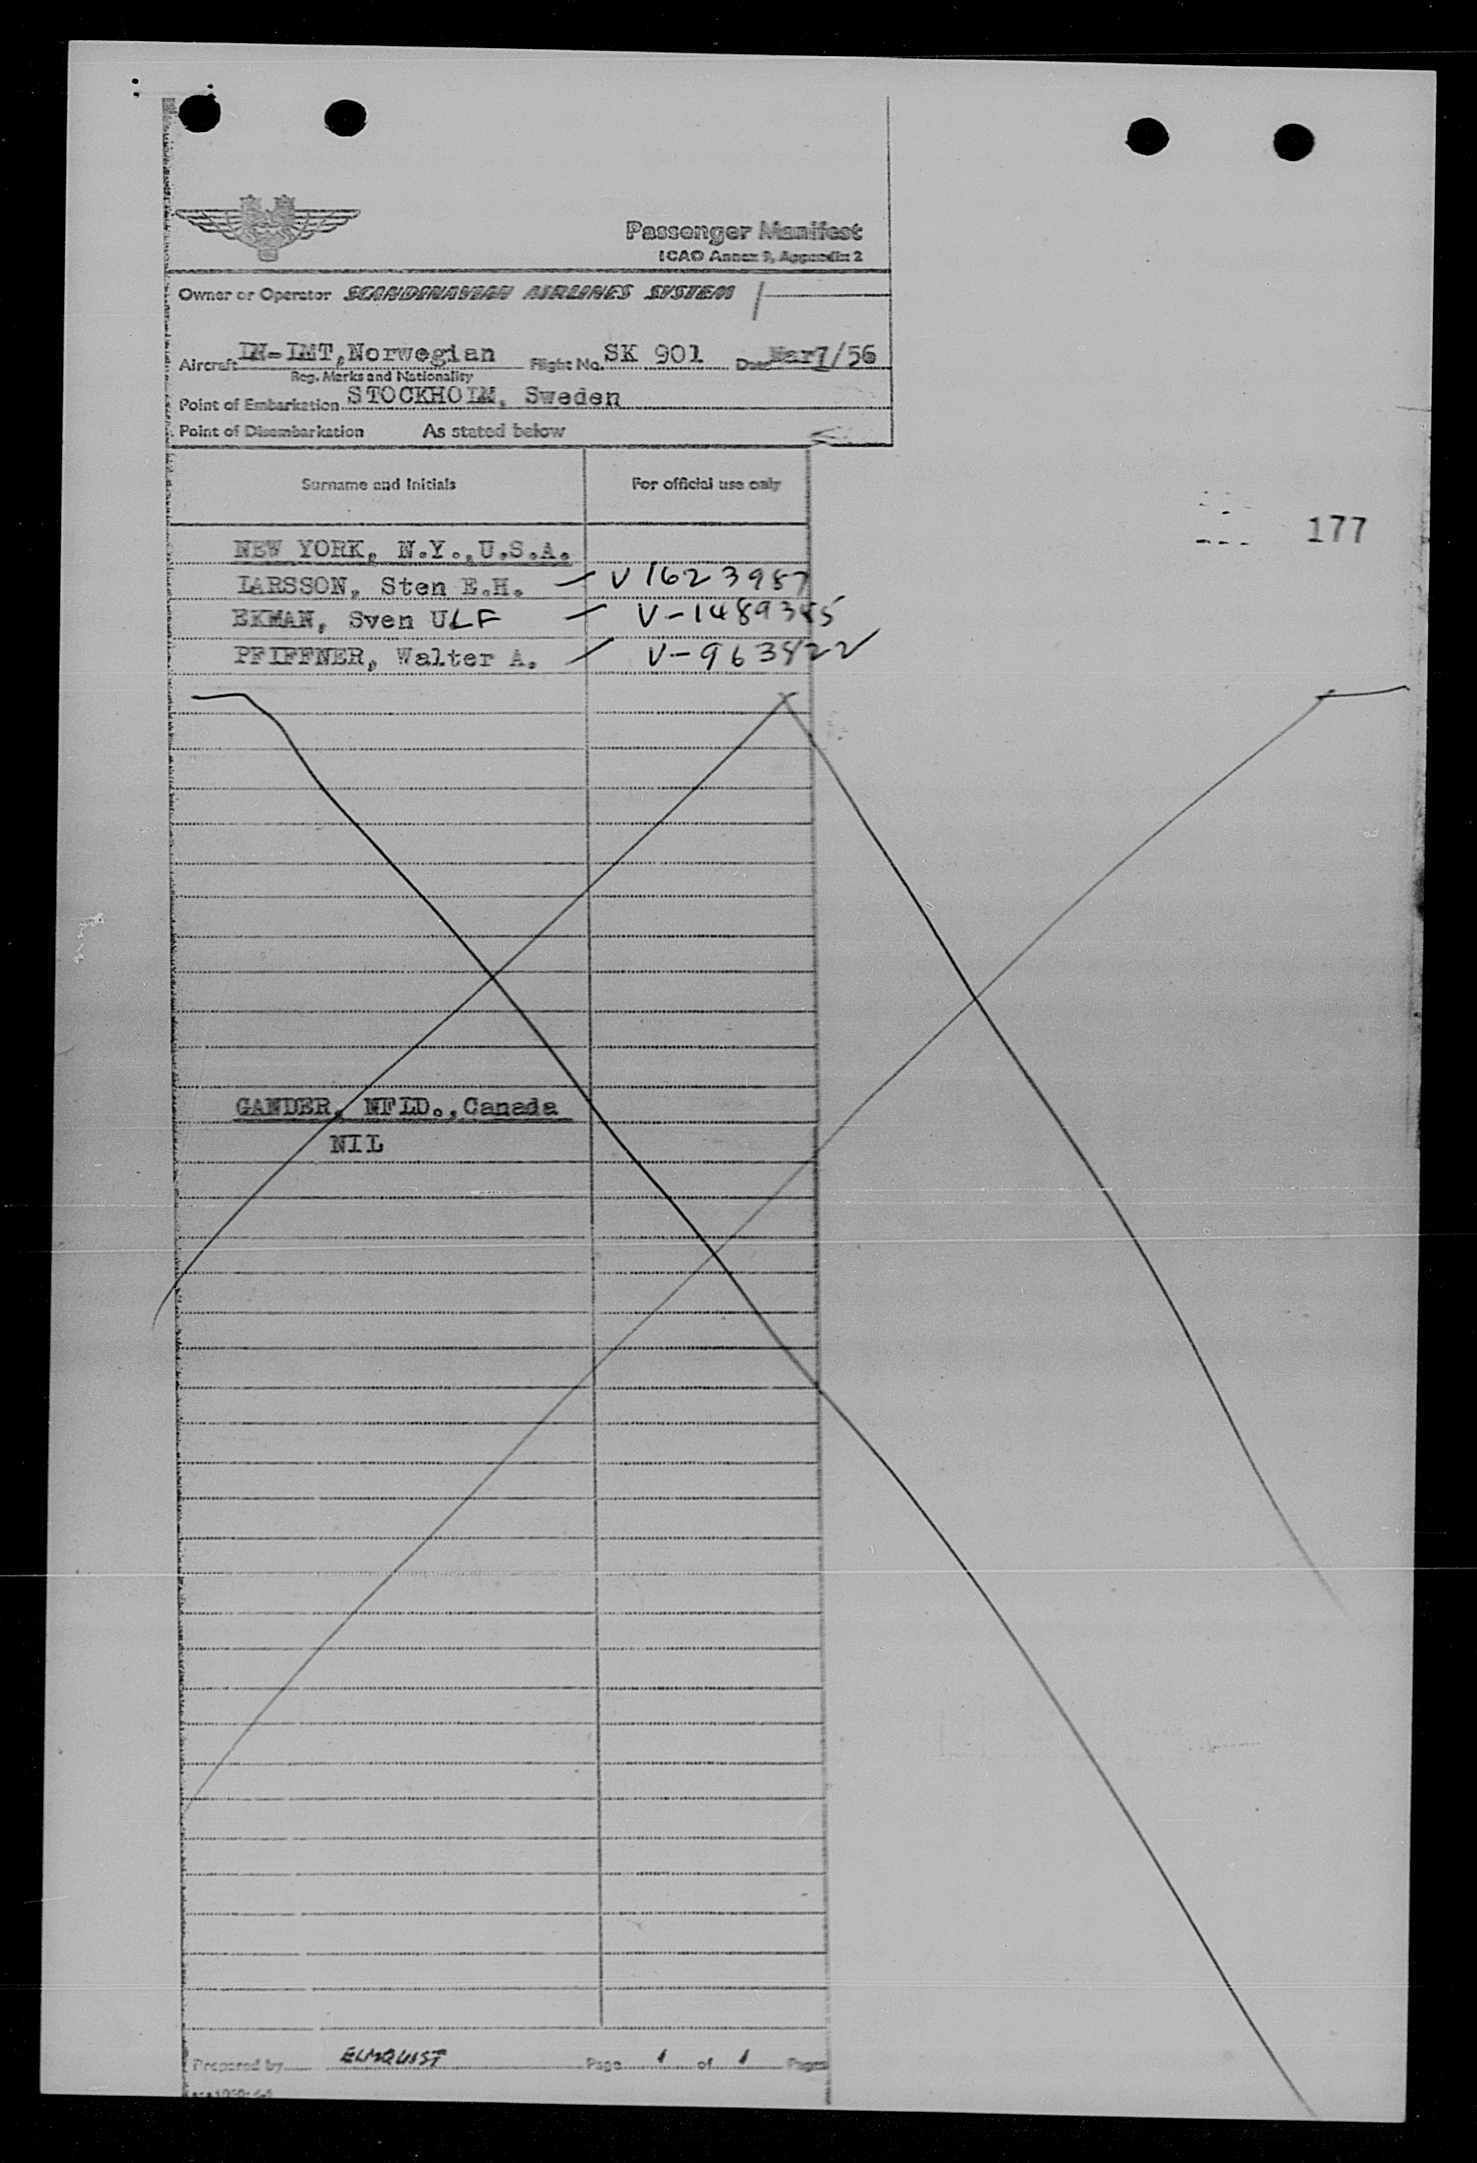 Passenger Manifest
ICAO Annex 9, Appendix 2
Owner or Operator SCANDINAVIAN AIRLINES SYSTEM
Aircraft LN-LMT, Norwegian Flight No. SK 901 Date Mar 7/56
Reg. Marks and Nationality
Point of Embarkation STOCKHOLM, Sweden
Point of Disembarkation As stated below
Surname and Initials For official use only
177
NEW YORK, N.Y., U.S.A.
LARSSON, Sten E.H. — V 1623987
EKMAN, Sven ULF — V-1489385
PFIFFNER, Walter A. / V-963822
GANDER, NFLD., Canada
NIL
Prepared by ELMQUIST Page 1 of 1 Pages